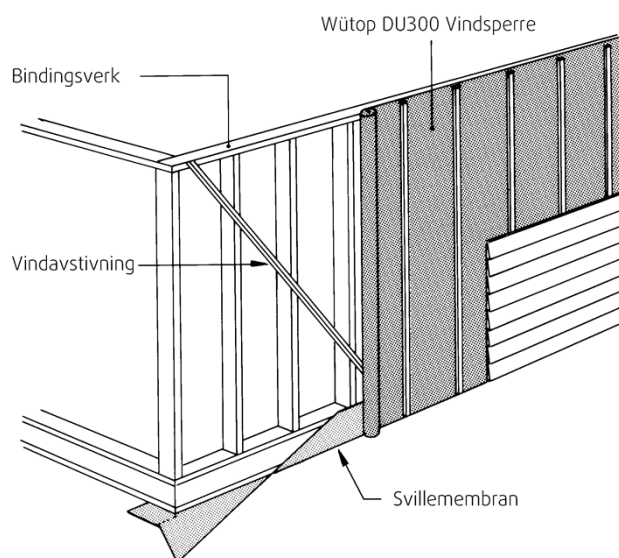 Wütop DU300 Vindsperre
Bindingsverk
Vindavstivning
Svillemembran